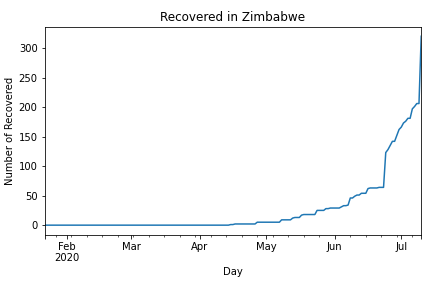 Recovered in Zimbabwe
Number of Recovered
300
250
200
150
100
50
0
Feb
2020
Mar
Apr
May
Jun
Jul
Day